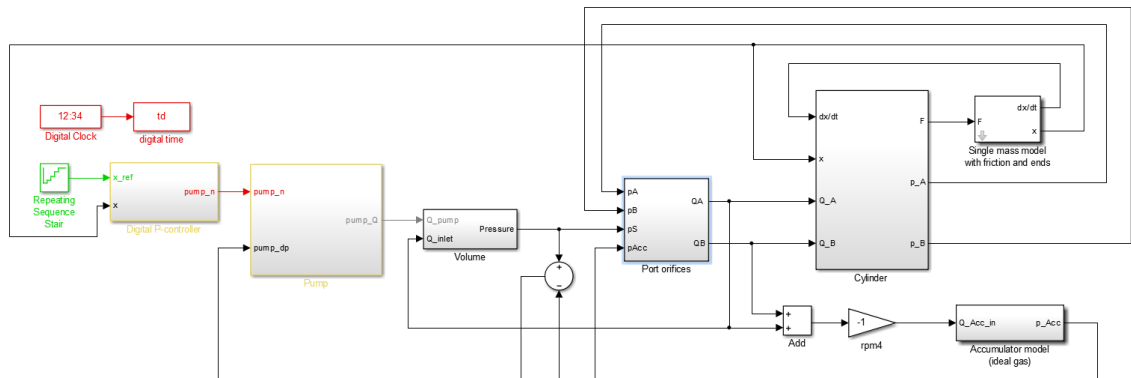 12:34
Digital Clock
td
digital time
Repeating
Sequence
Stair
x_ref
x
pump_n
Digital P-controller
pump_n
pump_dp
pump_Q
Pump
Q_pump
Q_inlet
Pressure
Volume
+
−
pA
pB
pS
pAcc
QA
QB
Port orifices
dx/dt
x
Q_A
Q_B
F
p_A
p_B
Cylinder
F
dx/dt
x
Single mass model
with friction and ends
+
+
Add
-1
rpm4
Q_Acc_in
p_Acc
Accumulator model
(ideal gas)